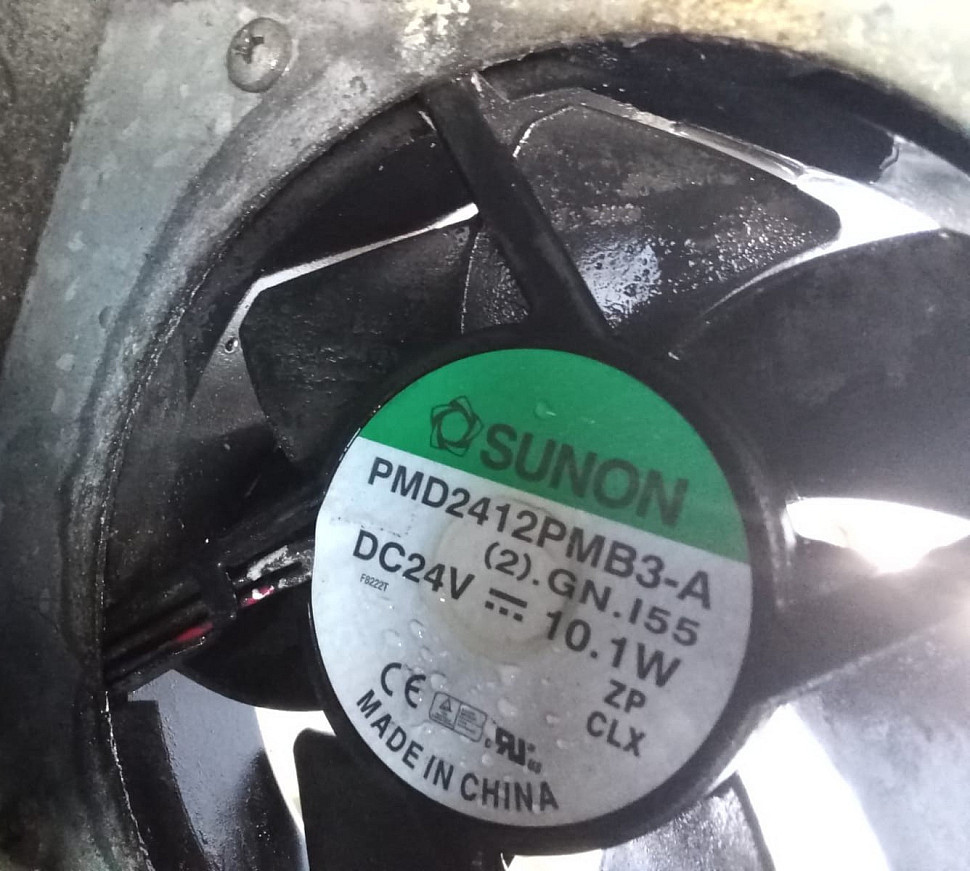 SUNON
PMD2412PMB3-A
(2).GN.I55
DC24V ⎓ 10.1W
F8222T
ZP
CLX
CE
MADE IN CHINA